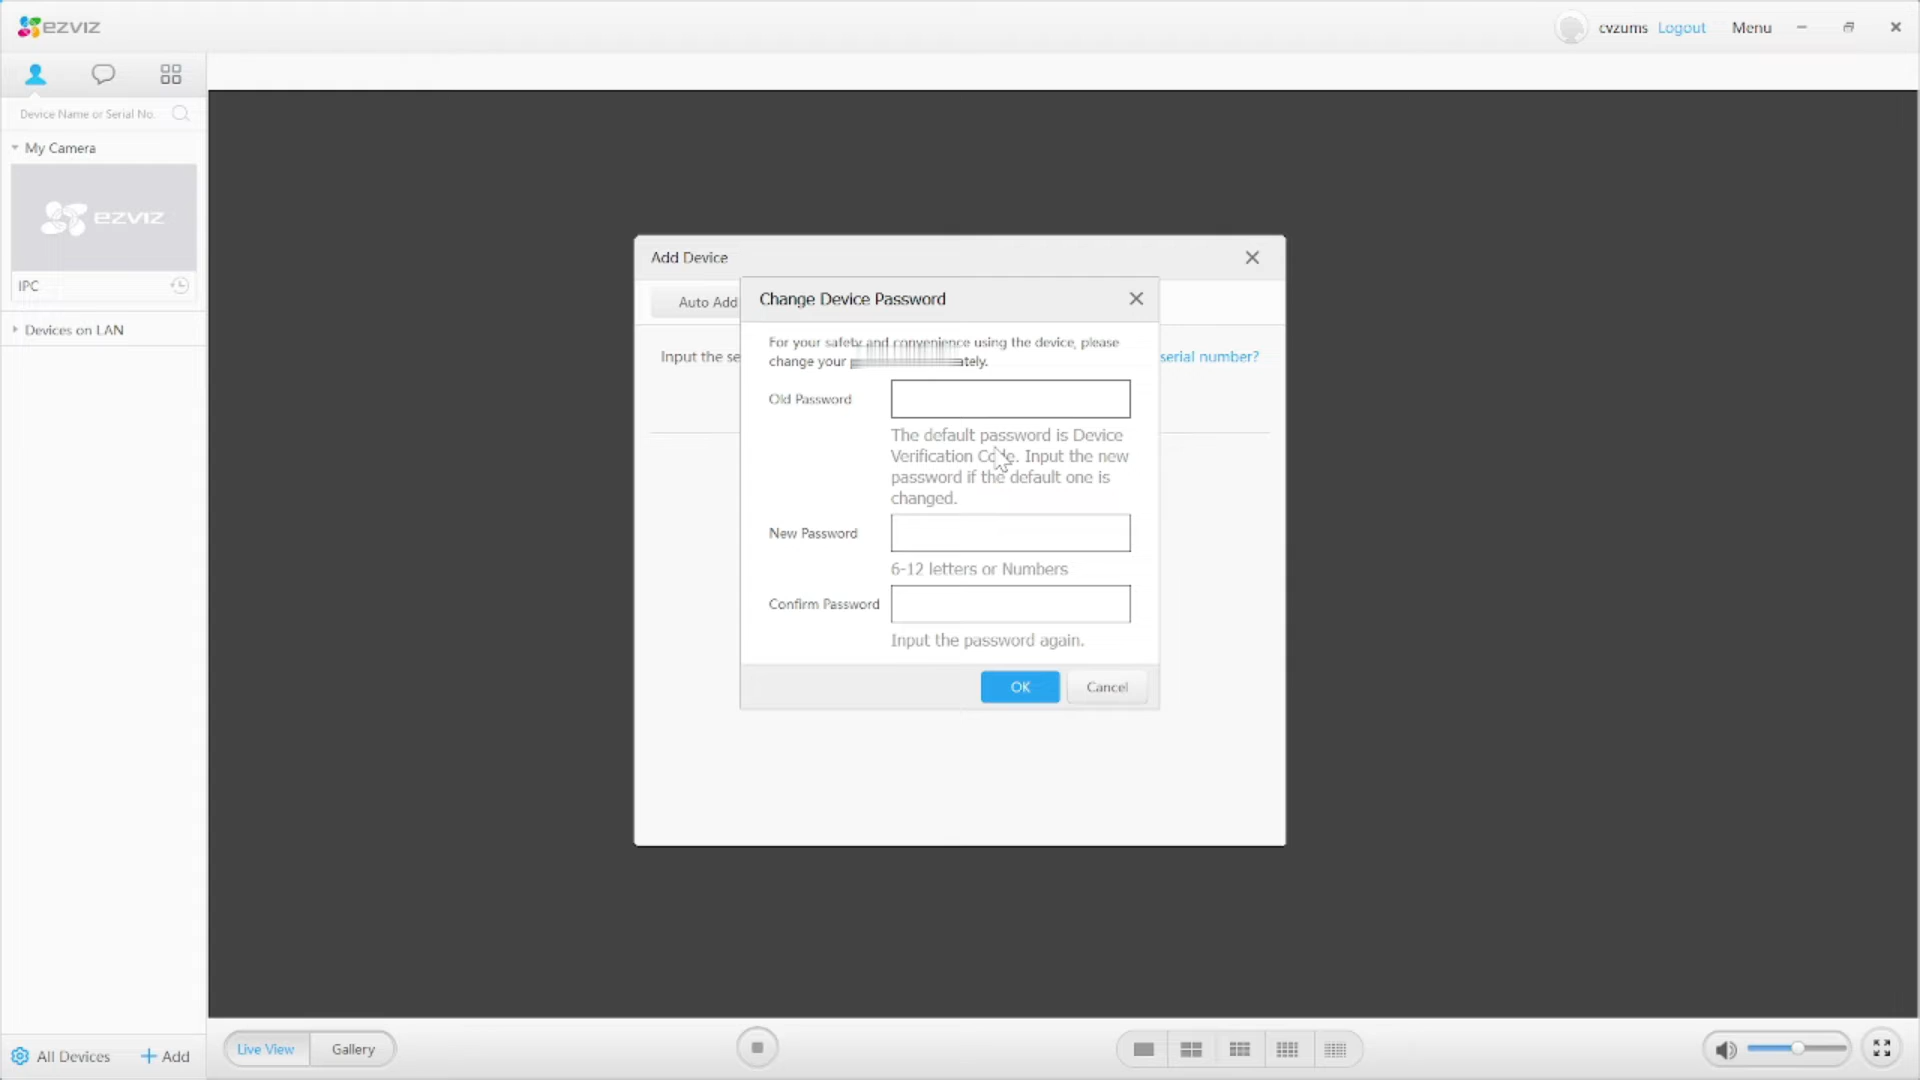 ezviz
cvzums Logout Menu
Device Name or Serial No.
My Camera
ezviz
IPC
Devices on LAN
Add Device
Auto Add
Change Device Password
Input the se
serial number?
For your safety and convenience using the device, please
change your ately.
Old Password
The default password is Device
Verification Code. Input the new
password if the default one is
changed.
New Password
6-12 letters or Numbers
Confirm Password
Input the password again.
OK Cancel
All Devices Add
Live View Gallery